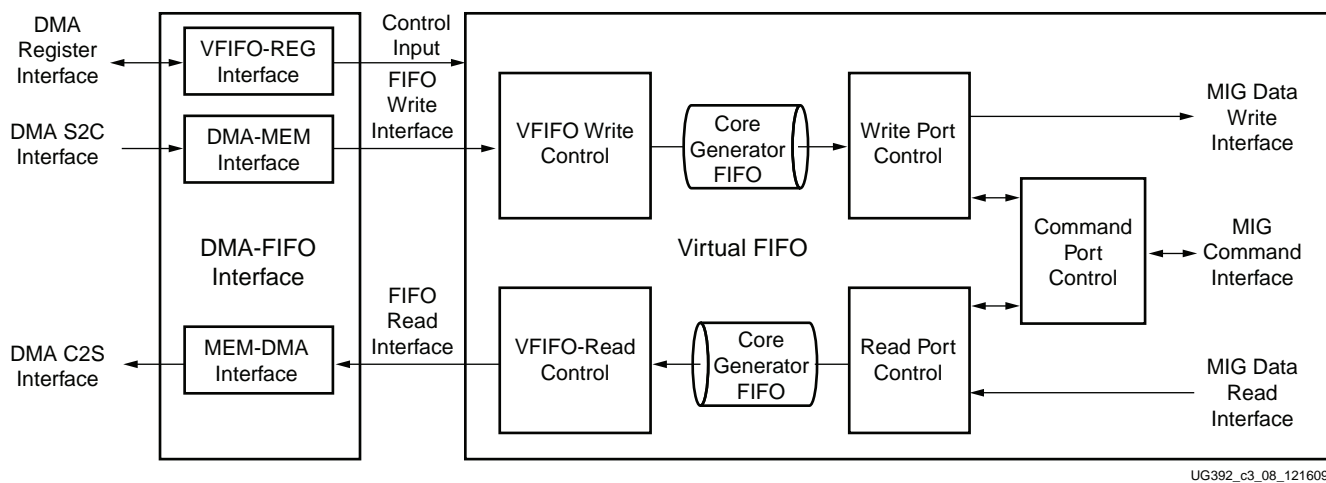 DMA
Register
Interface
VFIFO-REG
Interface
Control
Input
DMA S2C
Interface
DMA-MEM
Interface
FIFO
Write
Interface
VFIFO Write
Control
Core
Generator
FIFO
Write Port
Control
MIG Data
Write
Interface
DMA-FIFO
Interface
Virtual FIFO
Command
Port
Control
MIG
Command
Interface
DMA C2S
Interface
MEM-DMA
Interface
FIFO
Read
Interface
VFIFO-Read
Control
Core
Generator
FIFO
Read Port
Control
MIG Data
Read
Interface
UG392_c3_08_121609